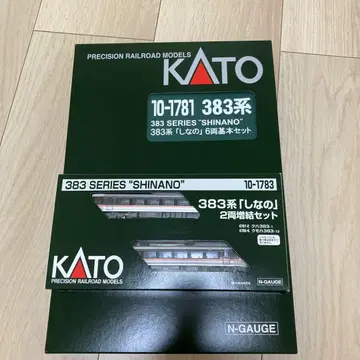 PRECISION RAILROAD MODELS
KATO
10-1781 383系
383 SERIES "SHINANO"
383系「しなの」6両基本セット
383 SERIES "SHINANO"
10-1783
383系「しなの」
2両増結セット
KATO
PRECISION RAILROAD MODELS
N-GAUGE
N-GAUGE